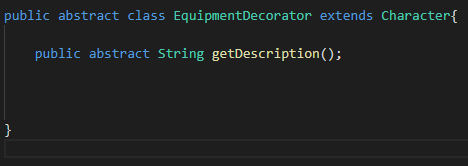 public abstract class EquipmentDecorator extends Character{
public abstract String getDescription();
}